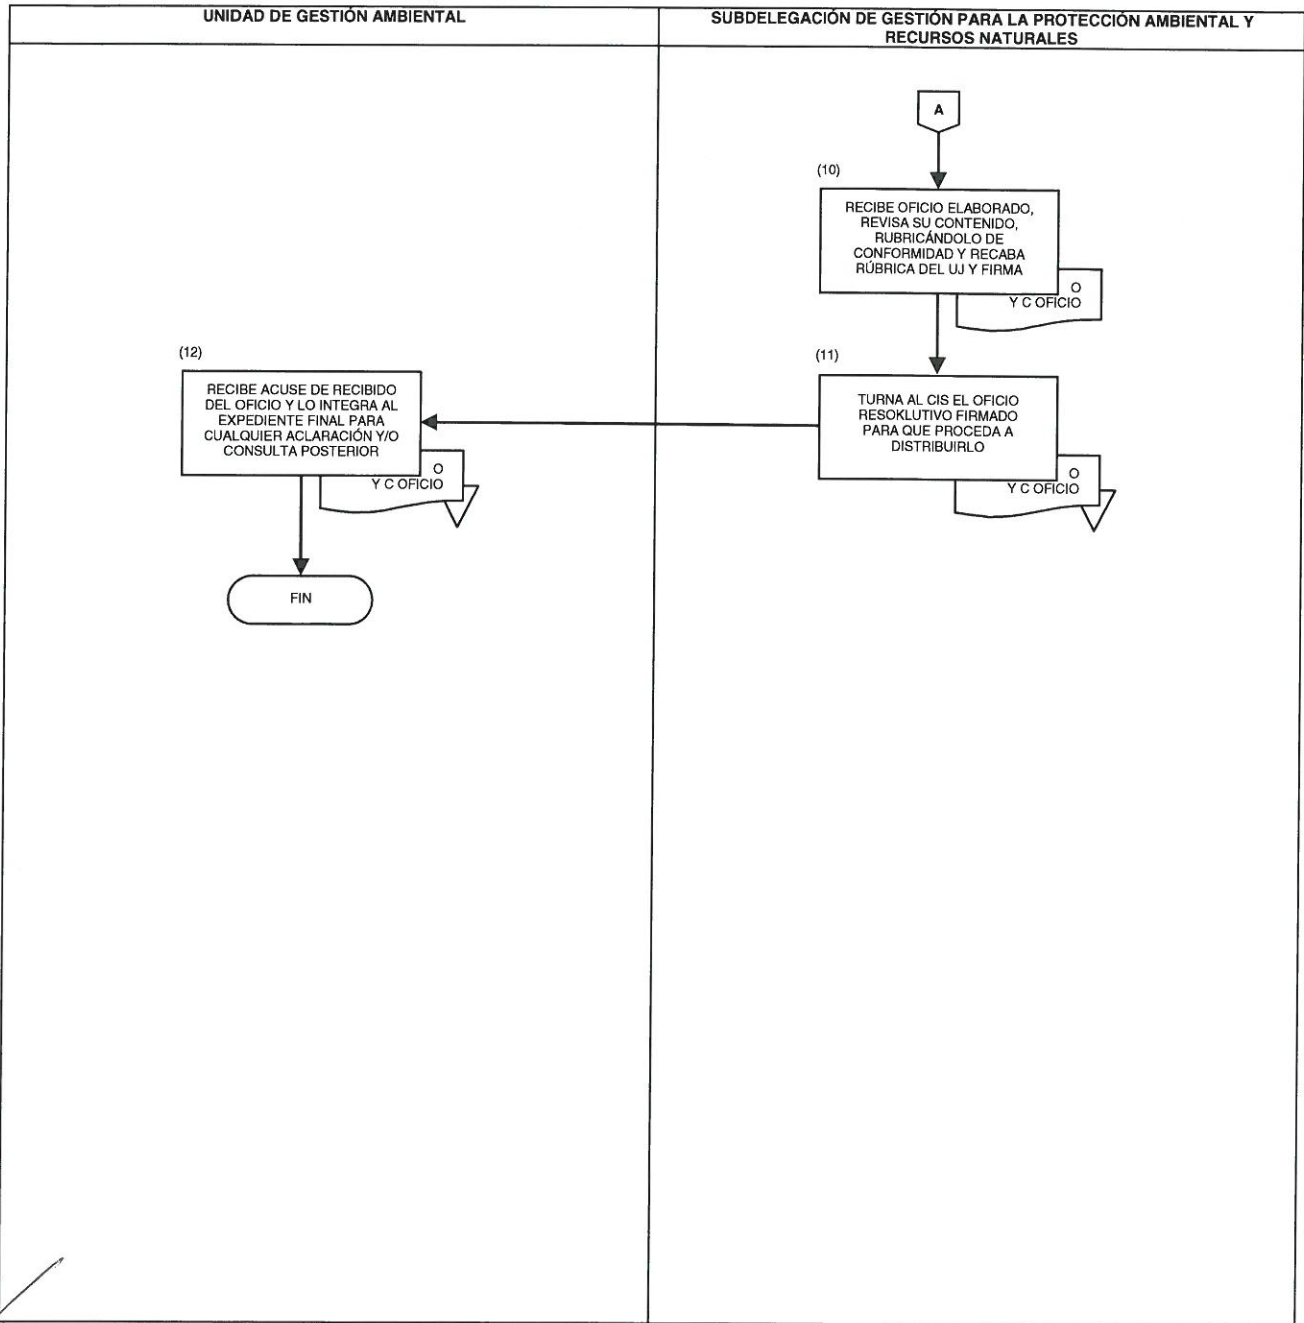 UNIDAD DE GESTIÓN AMBIENTAL
SUBDELEGACIÓN DE GESTIÓN PARA LA PROTECCIÓN AMBIENTAL Y
RECURSOS NATURALES
A
(10)
RECIBE OFICIO ELABORADO,
REVISA SU CONTENIDO,
RUBRICÁNDOLO DE
CONFORMIDAD Y RECABA
RÚBRICA DEL UJ Y FIRMA
O
Y C OFICIO
(11)
TURNA AL CIS EL OFICIO
RESOKLUTIVO FIRMADO
PARA QUE PROCEDA A
DISTRIBUIRLO
O
Y C OFICIO
(12)
RECIBE ACUSE DE RECIBIDO
DEL OFICIO Y LO INTEGRA AL
EXPEDIENTE FINAL PARA
CUALQUIER ACLARACIÓN Y/O
CONSULTA POSTERIOR
O
Y C OFICIO
FIN